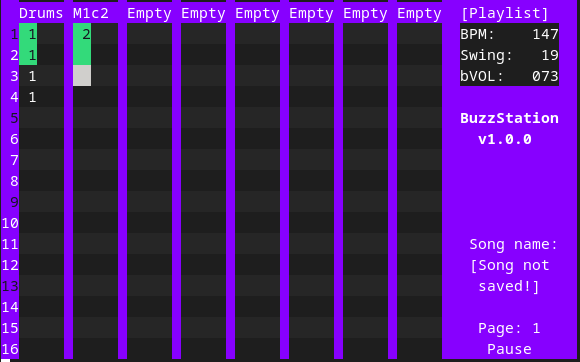 Drums M1c2 Empty Empty Empty Empty Empty Empty [Playlist]
1 1 2 BPM: 147
2 1 Swing: 19
3 1 bVOL: 073
4 1
5 BuzzStation
6 v1.0.0
7
8
9
10
11 Song name:
12 [Song not
13 saved!]
14
15 Page: 1
16 Pause